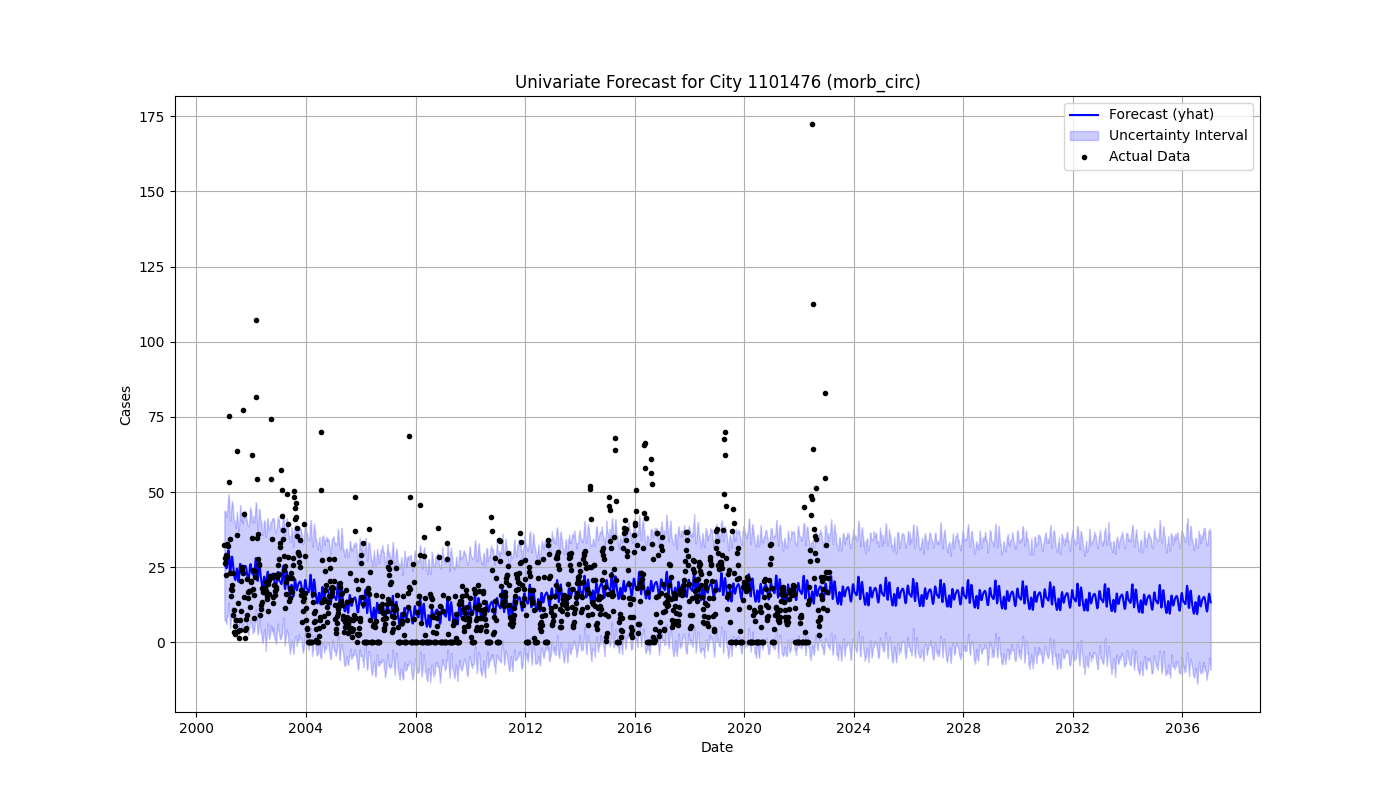 Univariate Forecast for City 1101476 (morb_circ)
Forecast (yhat)
Uncertainty Interval
Actual Data
Cases
175
150
125
100
75
50
25
0
2000 2004 2008 2012 2016 2020 2024 2028 2032 2036
Date